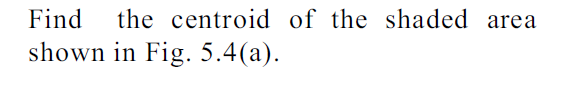 Find the centroid of the shaded area
shown in Fig. 5.4(a).